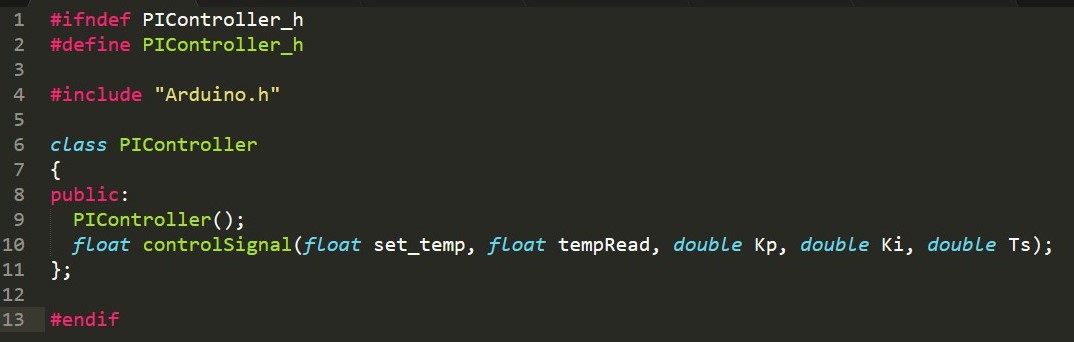 1 #ifndef PIController_h
2 #define PIController_h
3
4 #include "Arduino.h"
5
6 class PIController
7 {
8 public:
9 PIController();
10 float controlSignal(float set_temp, float tempRead, double Kp, double Ki, double Ts);
11 };
12
13 #endif